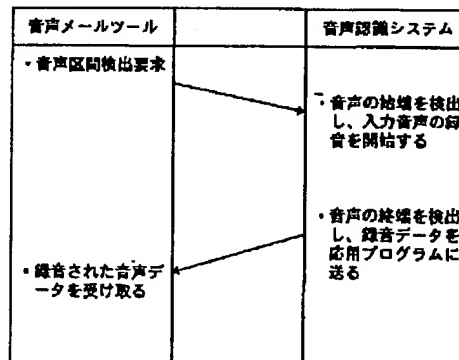 音声メールツール
音声認識システム
・音声区間検出要求
・音声の始端を検出
し、入力音声の録
音を開始する
・音声の終端を検出
し、録音データを
応用プログラムに
送る
・録音された音声デ
ータを受け取る